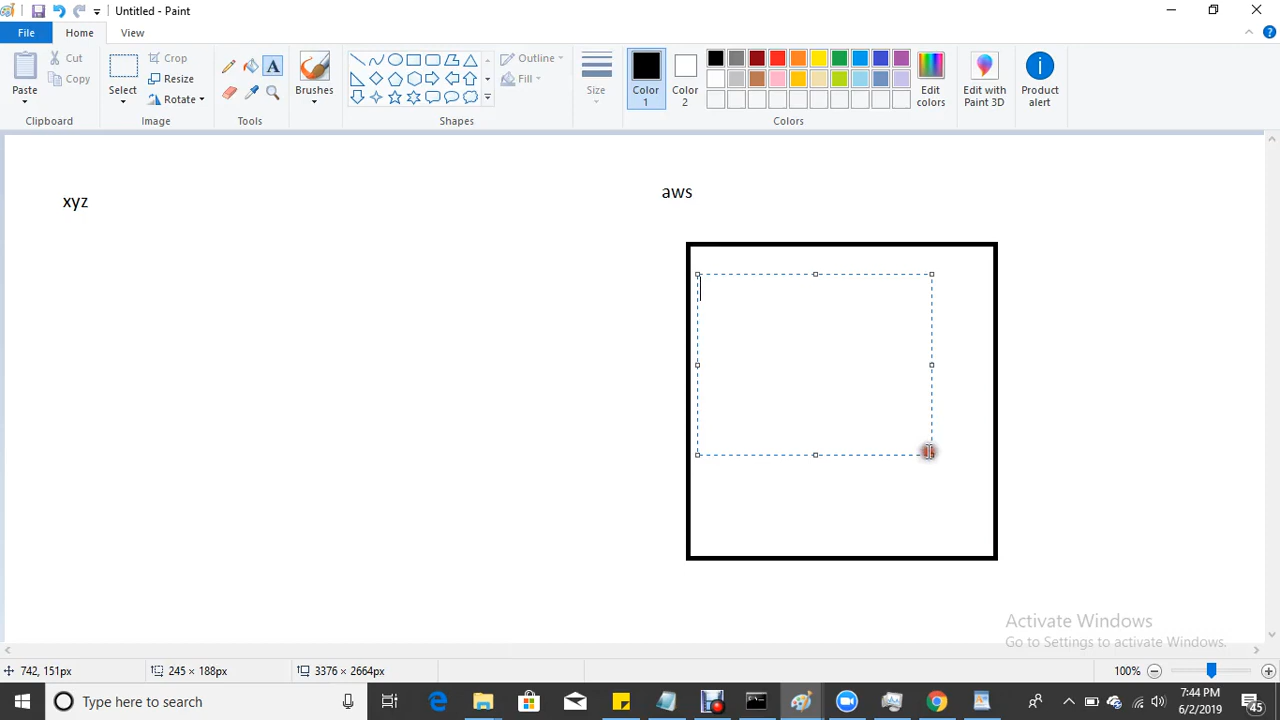 Untitled - Paint
File
Home
View
Paste
Cut
Copy
Clipboard
Select
Crop
Resize
Rotate
Image
A
Tools
Brushes
Shapes
Outline
Fill
Size
Color 1
Color 2
Colors
Edit colors
Edit with Paint 3D
Product alert
xyz
aws
Activate Windows
Go to Settings to activate Windows.
742, 151px
245 × 188px
3376 × 2664px
100%
Type here to search
7:44 PM
6/2/2019
45